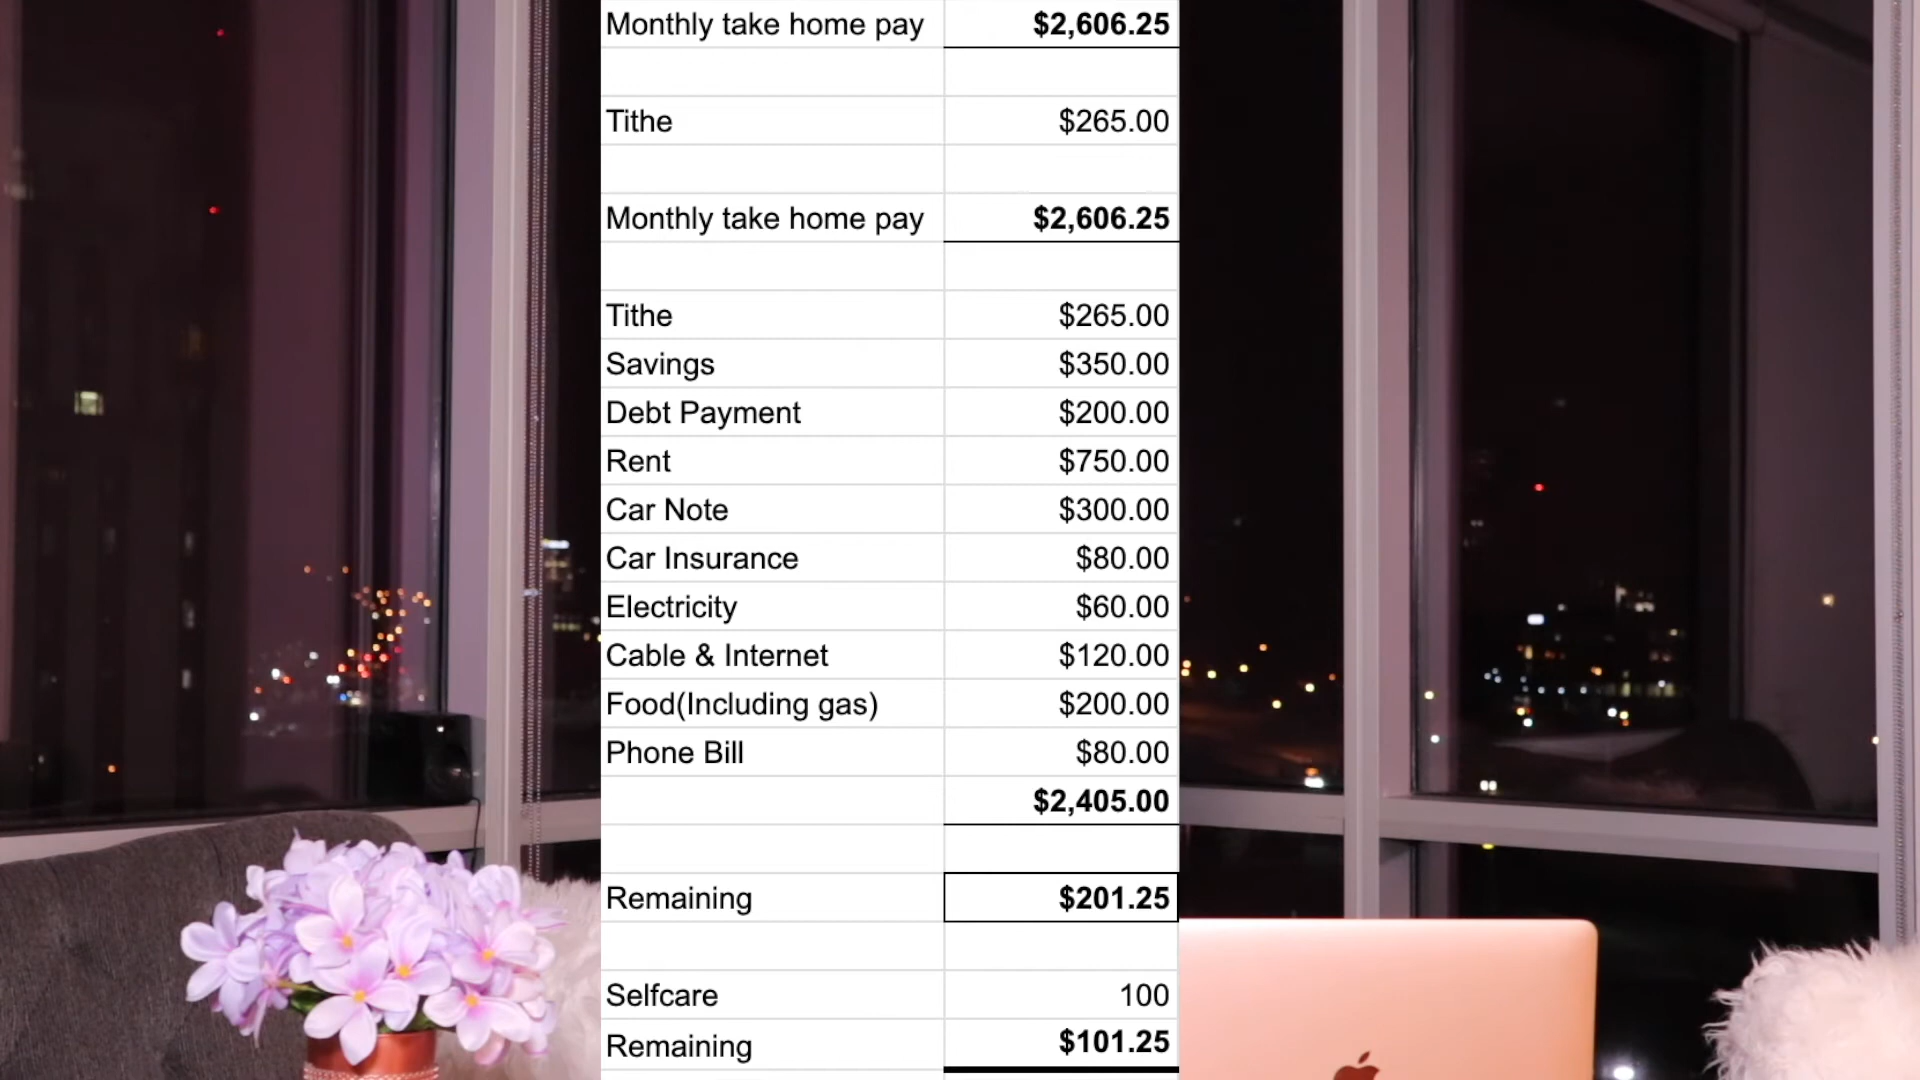 Monthly take home pay $2,606.25
Tithe $265.00
Monthly take home pay $2,606.25
Tithe $265.00
Savings $350.00
Debt Payment $200.00
Rent $750.00
Car Note $300.00
Car Insurance $80.00
Electricity $60.00
Cable & Internet $120.00
Food(Including gas) $200.00
Phone Bill $80.00
$2,405.00
Remaining $201.25
Selfcare 100
Remaining $101.25